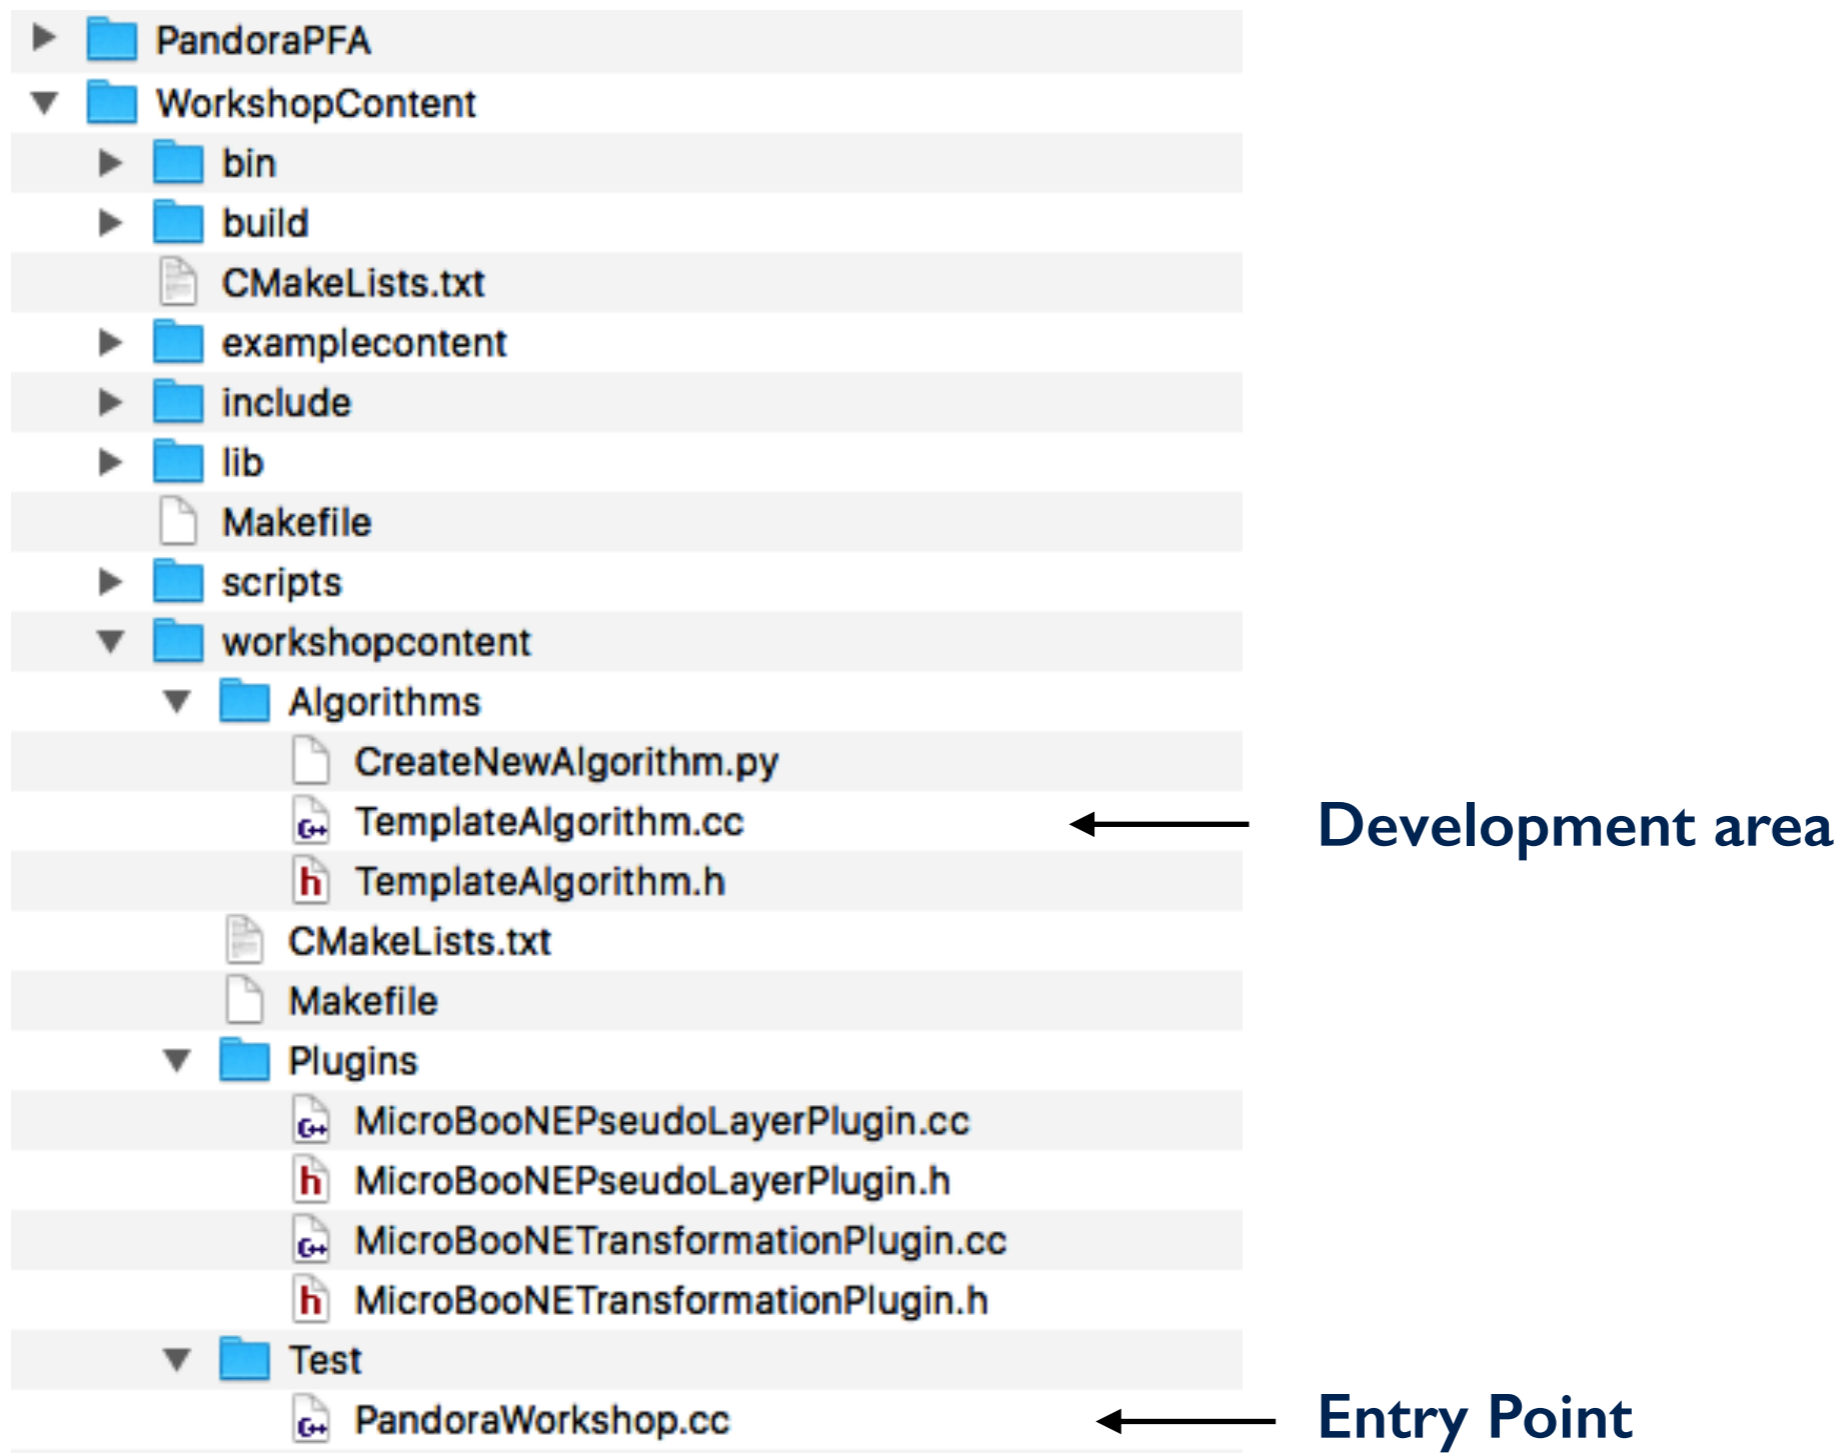 PandoraPFA
WorkshopContent
bin
build
CMakeLists.txt
examplecontent
include
lib
Makefile
scripts
workshopcontent
Algorithms
CreateNewAlgorithm.py
TemplateAlgorithm.cc
Development area
TemplateAlgorithm.h
CMakeLists.txt
Makefile
Plugins
MicroBooNEPseudoLayerPlugin.cc
MicroBooNEPseudoLayerPlugin.h
MicroBooNETransformationPlugin.cc
MicroBooNETransformationPlugin.h
Test
PandoraWorkshop.cc
Entry Point